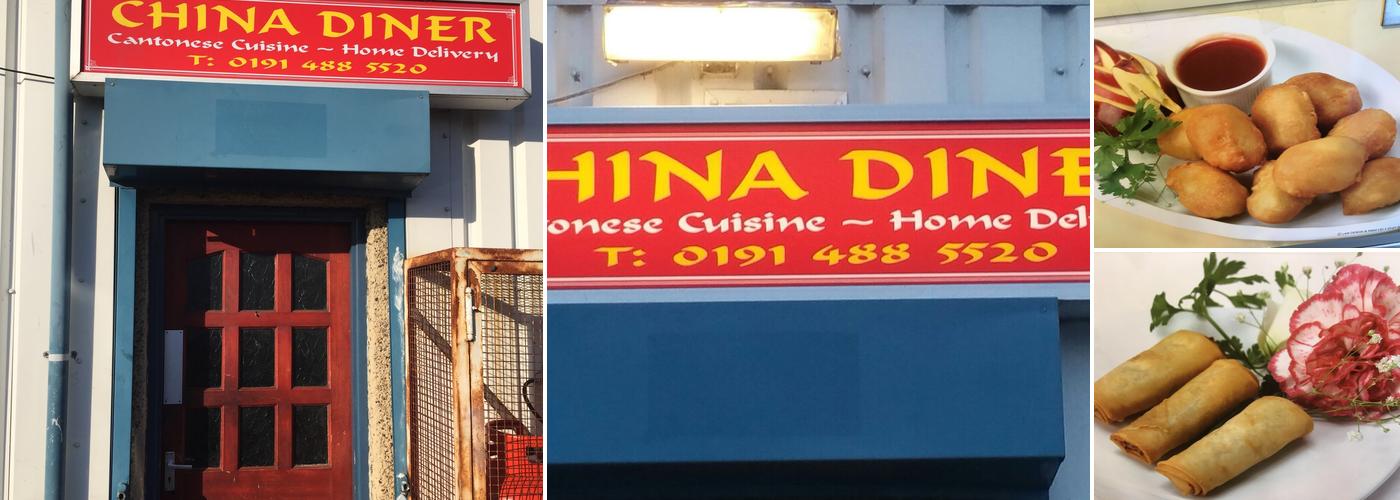 CHINA DINER
Cantonese Cuisine ~ Home Delivery
T: 0191 488 5520
HINA DINE
onese Cuisine ~ Home Del
T: 0191 488 5520